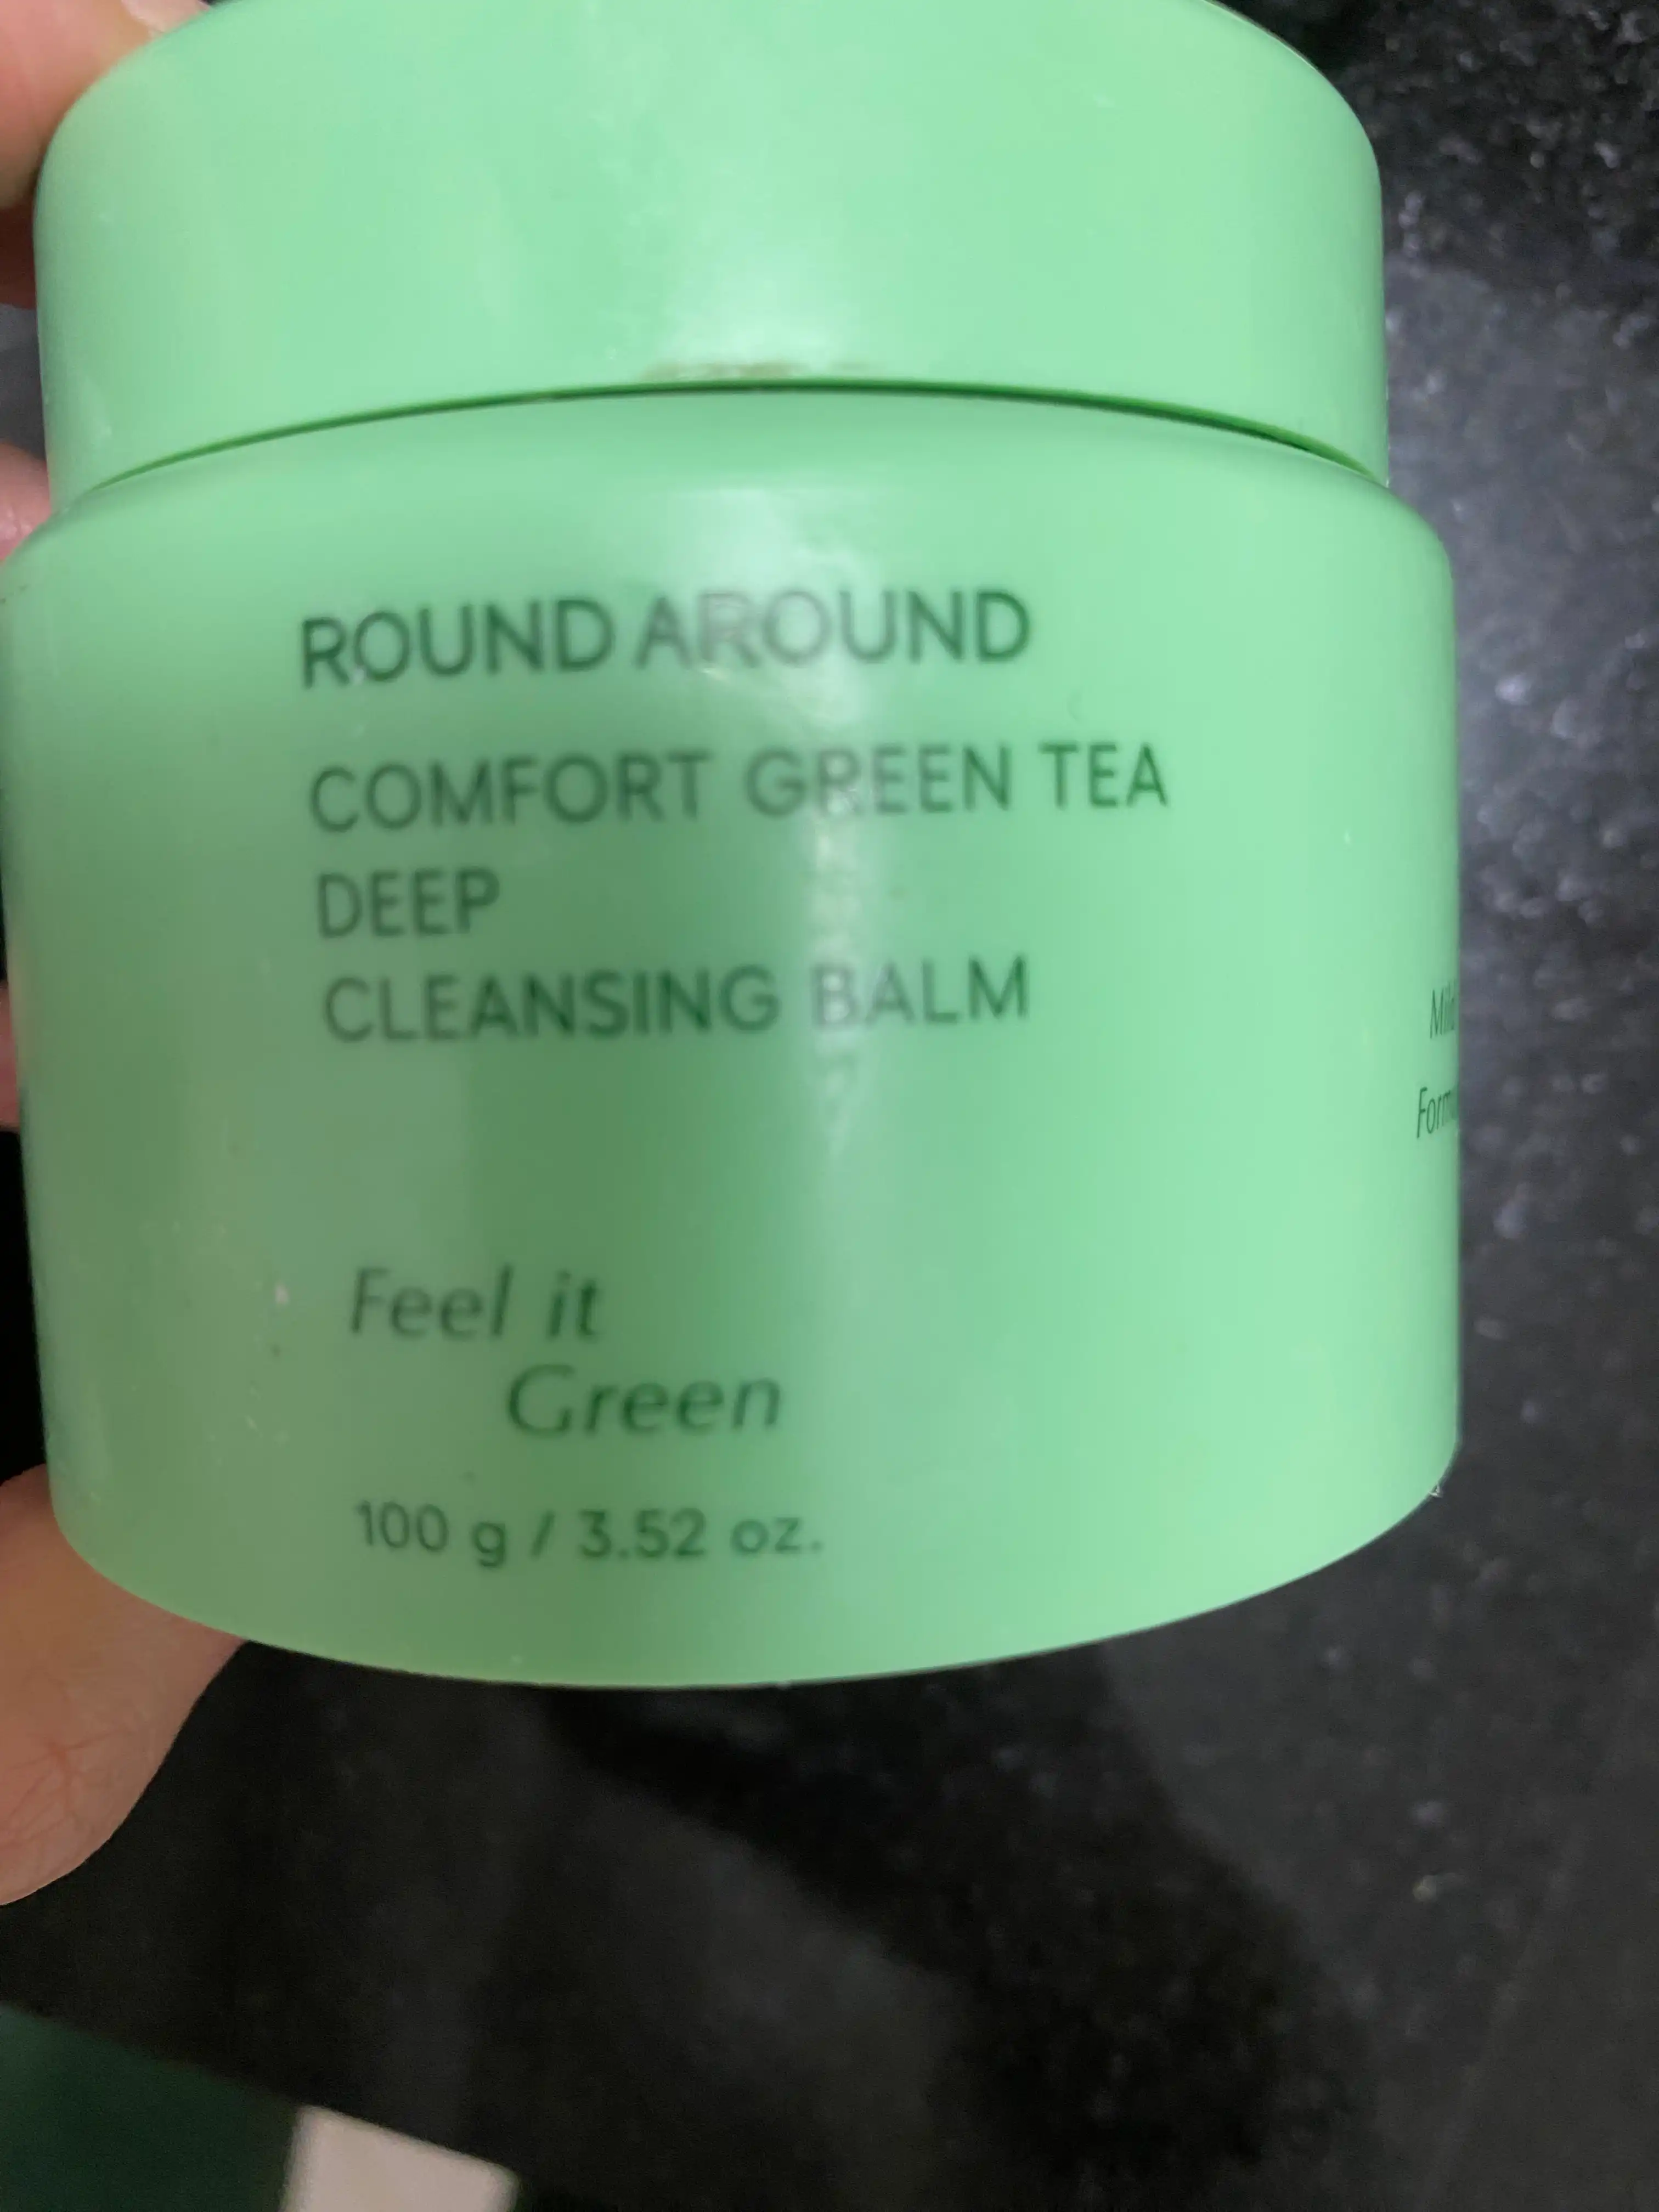 ROUND AROUND
COMFORT GREEN TEA
DEEP
CLEANSING BALM
Feel it
Green
100 g / 3.52 oz.